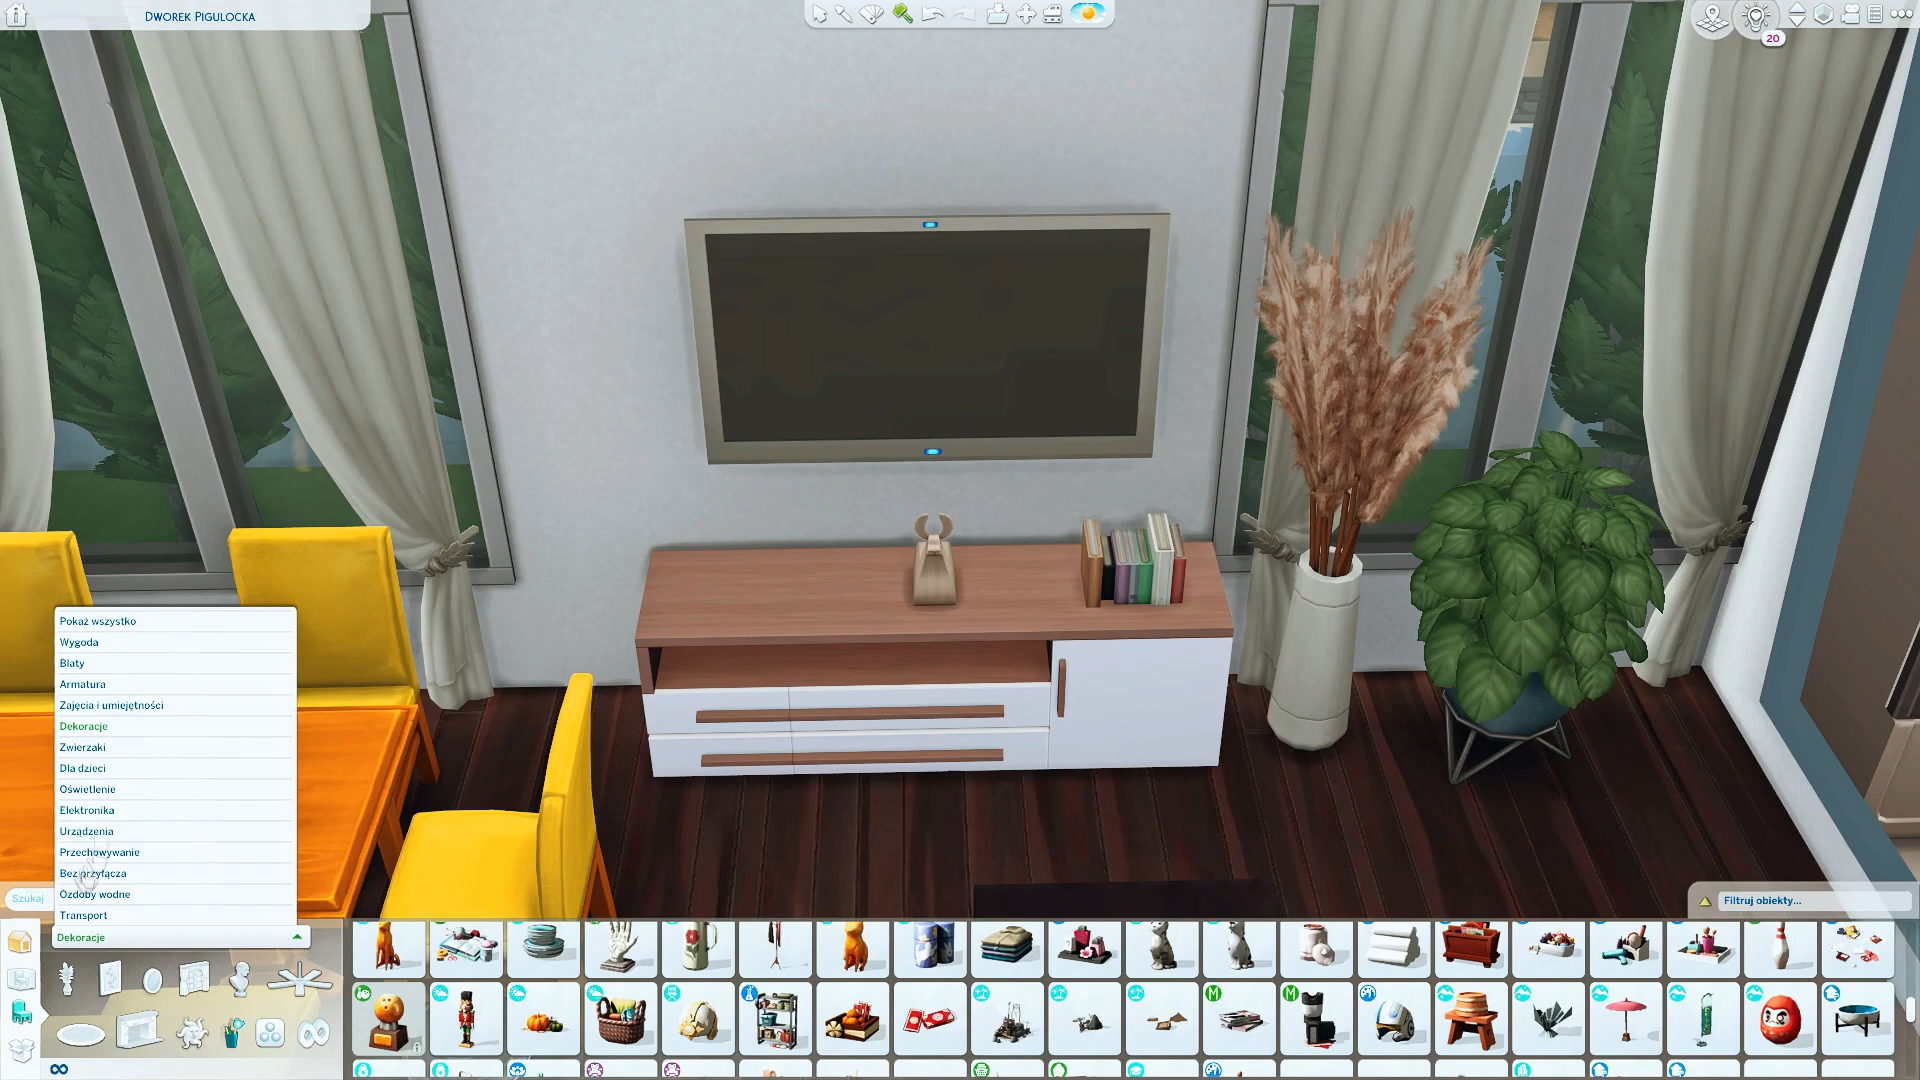 Dworek Pigulocka
20
Pokaż wszystko
Wygoda
Blaty
Armatura
Zajęcia i umiejętności
Dekoracje
Zwierzaki
Dla dzieci
Oświetlenie
Elektronika
Urządzenia
Przechowywanie
Bez przyłącza
Ozdoby wodne
Transport
Szukaj
Filtruj obiekty...
Dekoracje